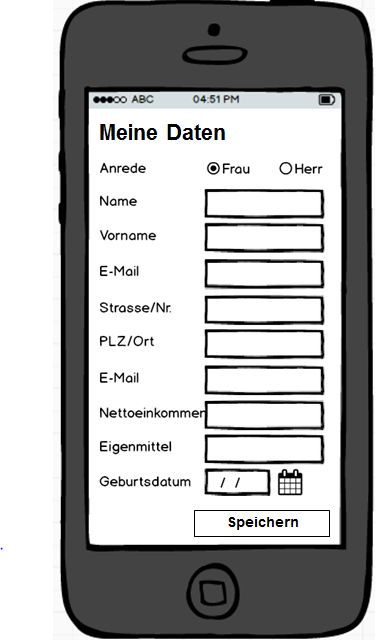 ABC 04:51 PM
Meine Daten
Anrede Frau Herr
Name
Vorname
E-Mail
Strasse/Nr.
PLZ/Ort
E-Mail
Nettoeinkommen
Eigenmittel
Geburtsdatum / /
Speichern